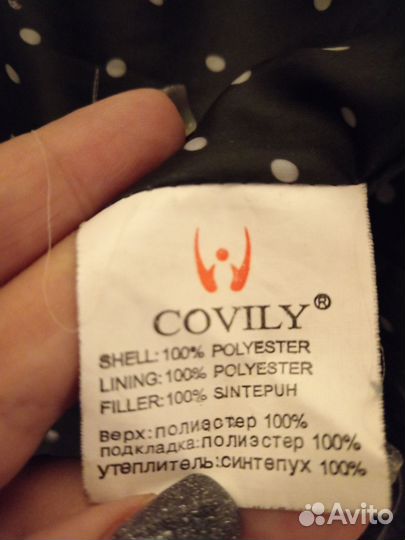 COVILY®
SHELL:100% POLYESTER
LINING:100% POLYESTER
FILLER:100% SINTEPUH
верх:полиэстер 100%
подкладка:полиэстер 100%
утеплитель:синтепух 100%
Avito